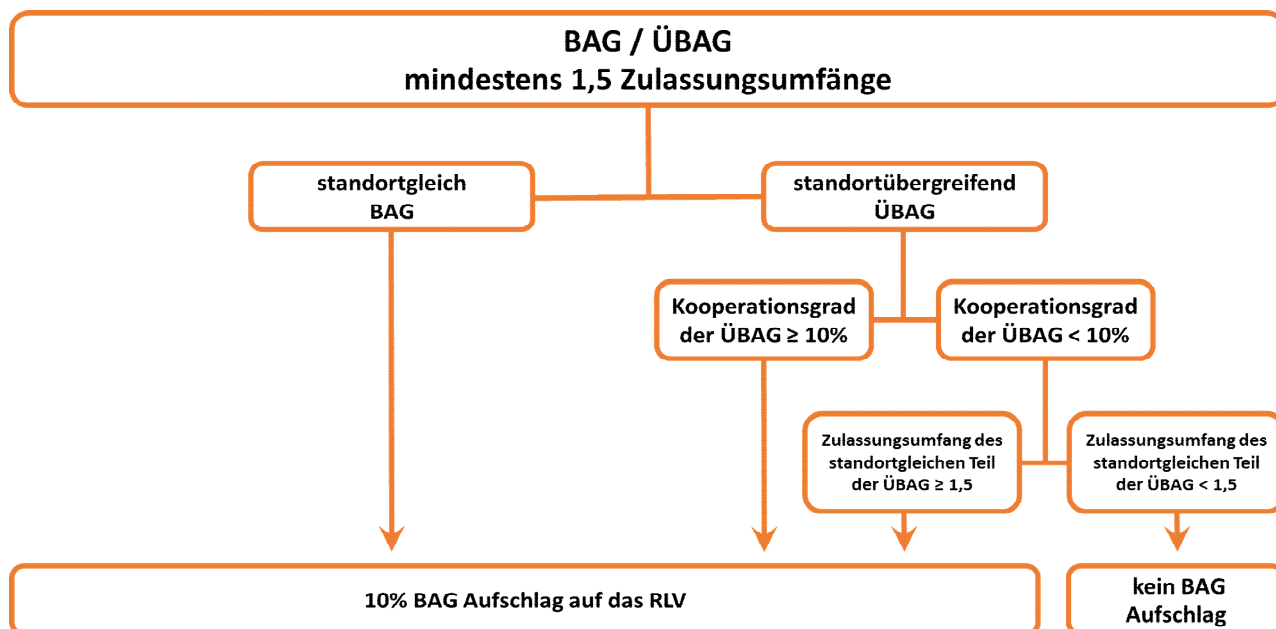 BAG / ÜBAG
mindestens 1,5 Zulassungsumfänge
standortgleich
BAG
standortübergreifend
ÜBAG
Kooperationsgrad
der ÜBAG ≥ 10%
Kooperationsgrad
der ÜBAG < 10%
Zulassungsumfang des
standortgleichen Teil
der ÜBAG ≥ 1,5
Zulassungsumfang des
standortgleichen Teil
der ÜBAG < 1,5
10% BAG Aufschlag auf das RLV
kein BAG
Aufschlag